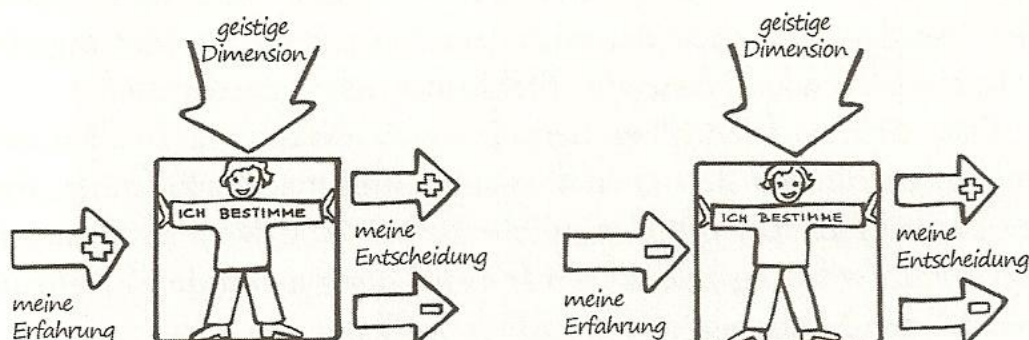 geistige
Dimension
ICH BESTIMME
meine
Erfahrung
meine
Entscheidung
geistige
Dimension
ICH BESTIMME
meine
Erfahrung
meine
Entscheidung